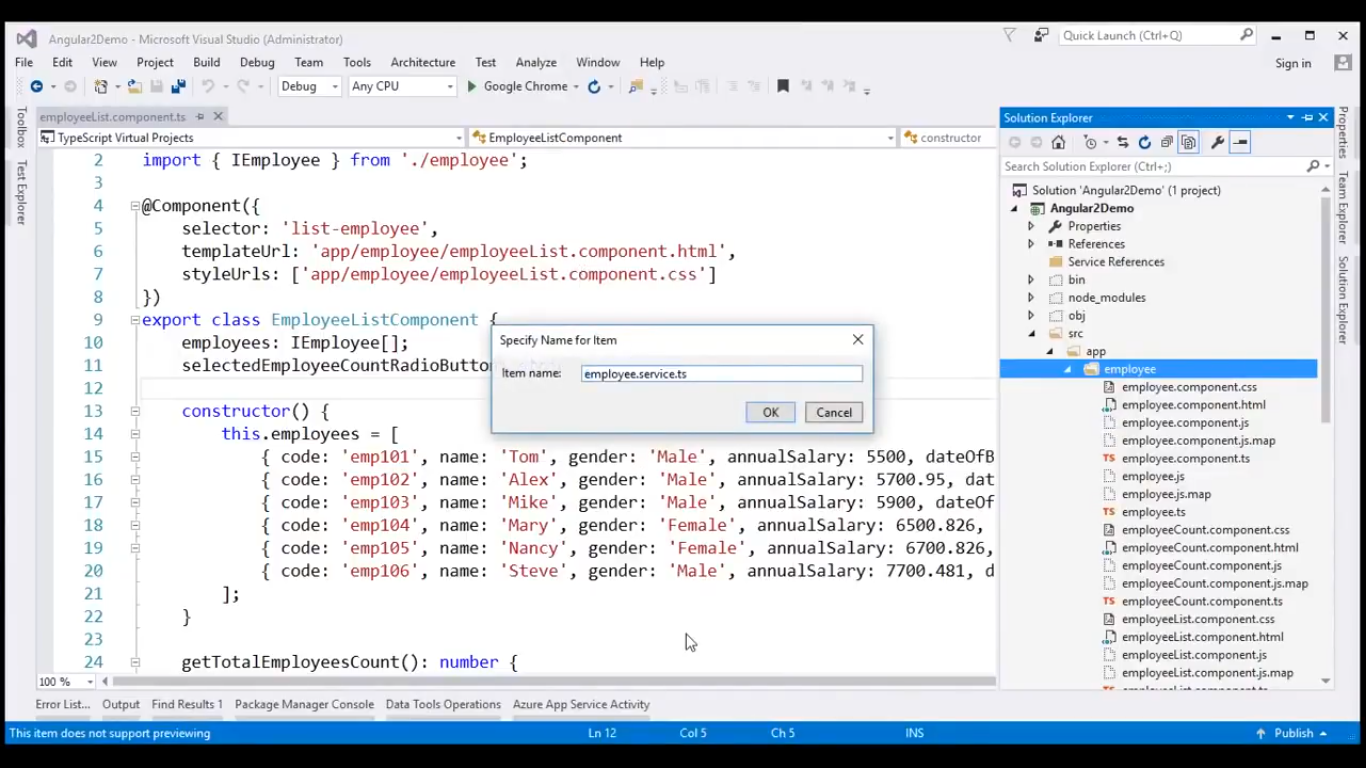 Angular2Demo - Microsoft Visual Studio (Administrator)
Quick Launch (Ctrl+Q)
File Edit View Project Build Debug Team Tools Architecture Test Analyze Window Help
Sign in
Debug Any CPU Google Chrome
Toolbox
Test Explorer
employeeList.component.ts
TypeScript Virtual Projects EmployeeListComponent constructor
2 import { IEmployee } from './employee';
3
4 @Component({
5 selector: 'list-employee',
6 templateUrl: 'app/employee/employeeList.component.html',
7 styleUrls: ['app/employee/employeeList.component.css']
8 })
9 export class EmployeeListComponent {
10 employees: IEmployee[];
11 selectedEmployeeCountRadioButton
12
13 constructor() {
14 this.employees = [
15 { code: 'emp101', name: 'Tom', gender: 'Male', annualSalary: 5500, dateOfB
16 { code: 'emp102', name: 'Alex', gender: 'Male', annualSalary: 5700.95, dat
17 { code: 'emp103', name: 'Mike', gender: 'Male', annualSalary: 5900, dateOf
18 { code: 'emp104', name: 'Mary', gender: 'Female', annualSalary: 6500.826,
19 { code: 'emp105', name: 'Nancy', gender: 'Female', annualSalary: 6700.826,
20 { code: 'emp106', name: 'Steve', gender: 'Male', annualSalary: 7700.481, d
21 ];
22 }
23
24 getTotalEmployeesCount(): number {
100 %
Specify Name for Item
Item name: employee.service.ts
OK Cancel
Solution Explorer
Search Solution Explorer (Ctrl+;)
Solution 'Angular2Demo' (1 project)
Angular2Demo
Properties
References
Service References
bin
node_modules
obj
src
app
employee
employee.component.css
employee.component.html
employee.component.js
employee.component.js.map
employee.component.ts
employee.js
employee.js.map
employee.ts
employeeCount.component.css
employeeCount.component.html
employeeCount.component.js
employeeCount.component.js.map
employeeCount.component.ts
employeeList.component.css
employeeList.component.html
employeeList.component.js
employeeList.component.js.map
Properties
Team Explorer
Solution Explorer
Error List... Output Find Results 1 Package Manager Console Data Tools Operations Azure App Service Activity
This item does not support previewing Ln 12 Col 5 Ch 5 INS Publish